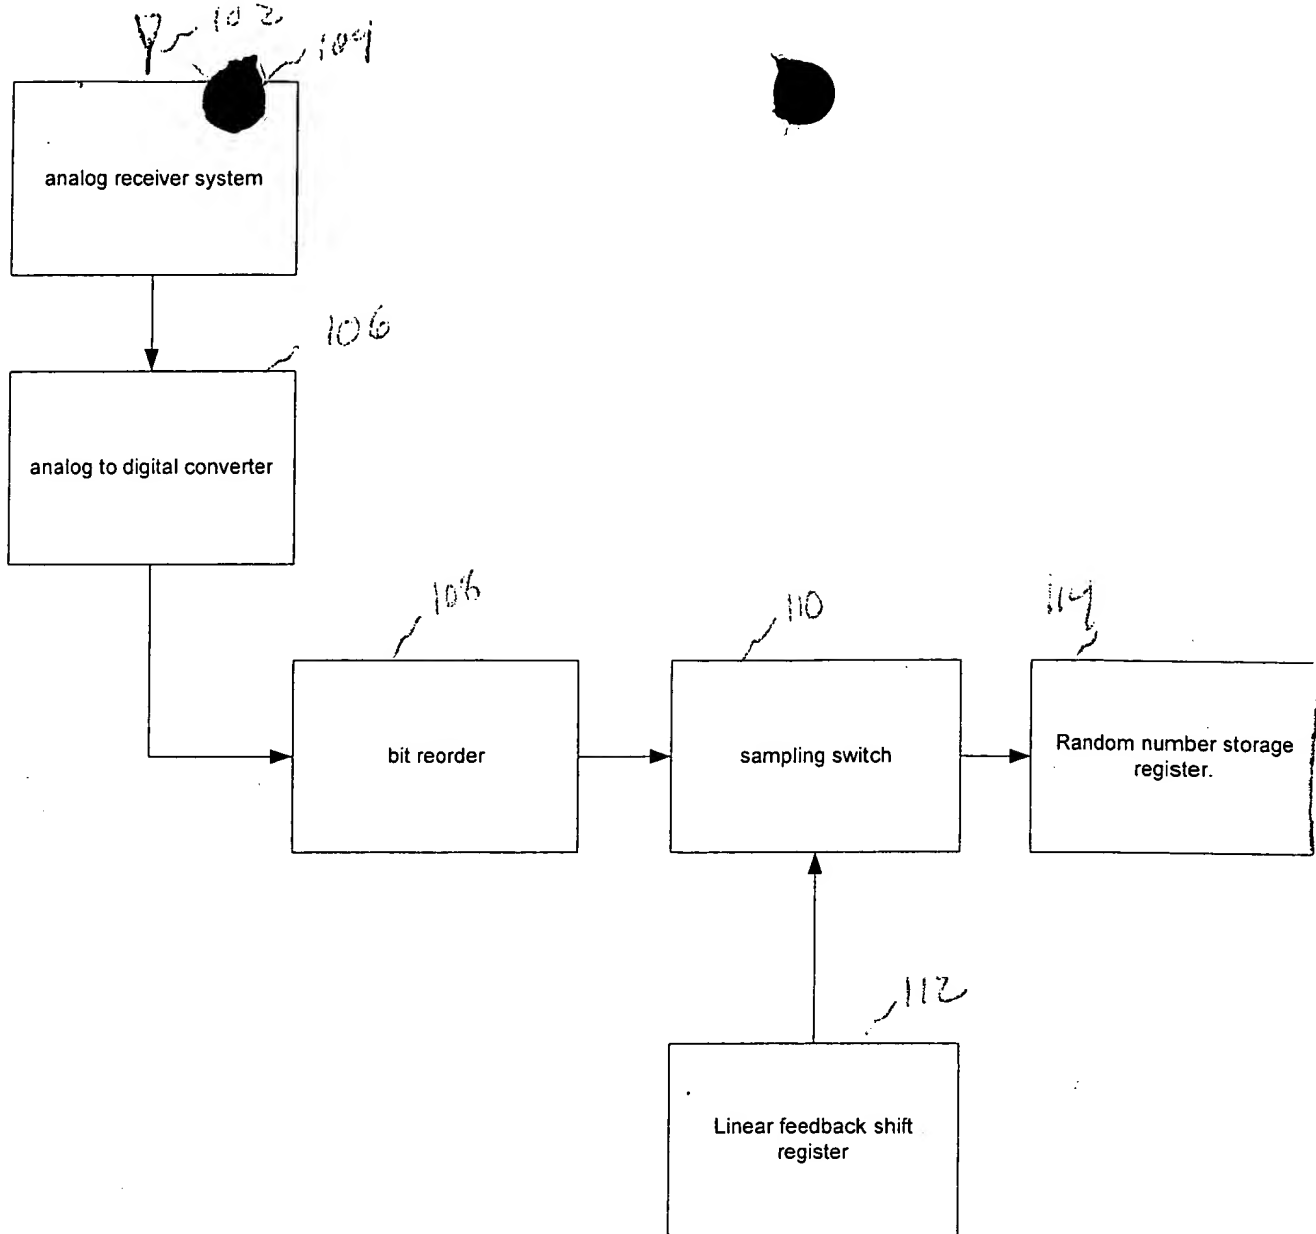 102
104
analog receiver system
106
analog to digital converter
108
110
114
bit reorder
sampling switch
Random number storage
register.
112
Linear feedback shift
register